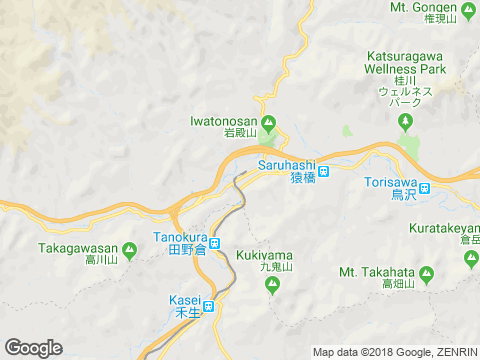 Mt. Gongen
権現山
Katsuragawa
Wellness Park
桂川
ウェルネス
パーク
Iwatonosan
岩殿山
Saruhashi
猿橋
Torisawa
鳥沢
Kuratakeyam
倉岳
Tanokura
田野倉
Takagawasan
高川山
Kukiyama
九鬼山
Mt. Takahata
高畑山
Kasei
禾生
Google
Map data ©2018 Google, ZENRIN